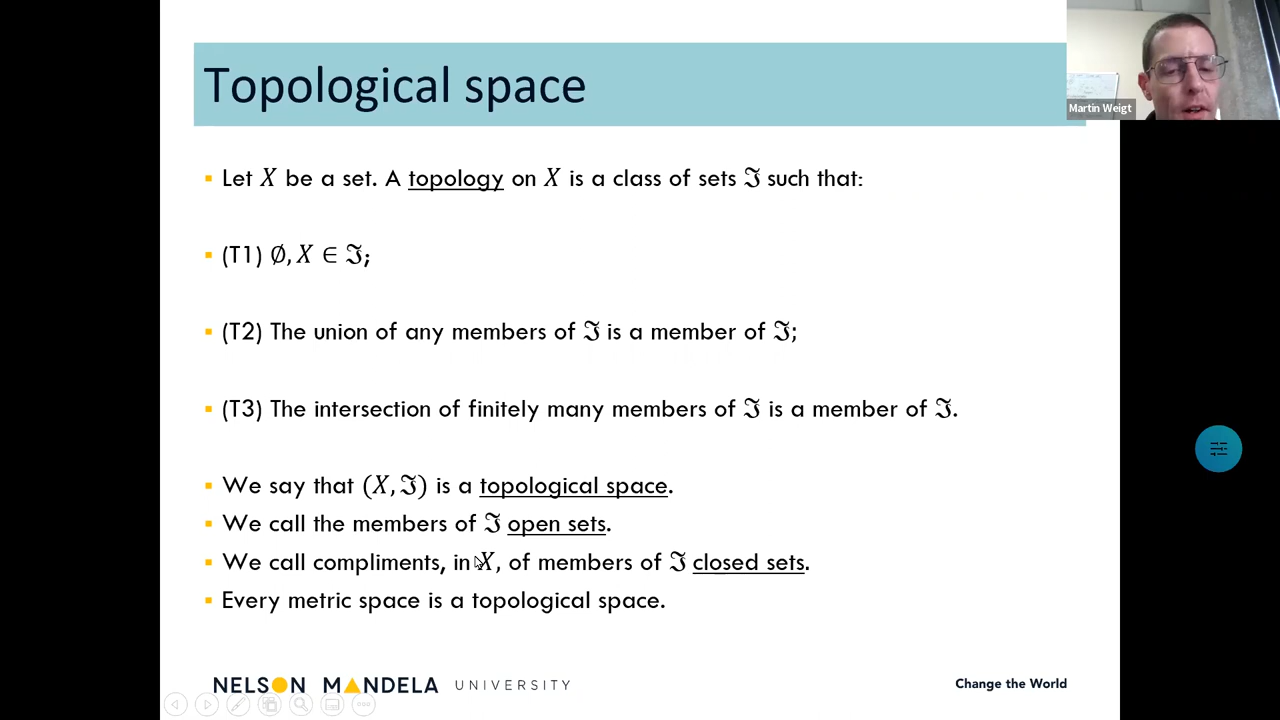 Topological space
Martin Weigt
Let X be a set. A topology on X is a class of sets ℑ such that:
(T1) ∅, X ∈ ℑ;
(T2) The union of any members of ℑ is a member of ℑ;
(T3) The intersection of finitely many members of ℑ is a member of ℑ.
We say that (X, ℑ) is a topological space.
We call the members of ℑ open sets.
We call compliments, in X, of members of ℑ closed sets.
Every metric space is a topological space.
NELSON MANDELA UNIVERSITY
Change the World